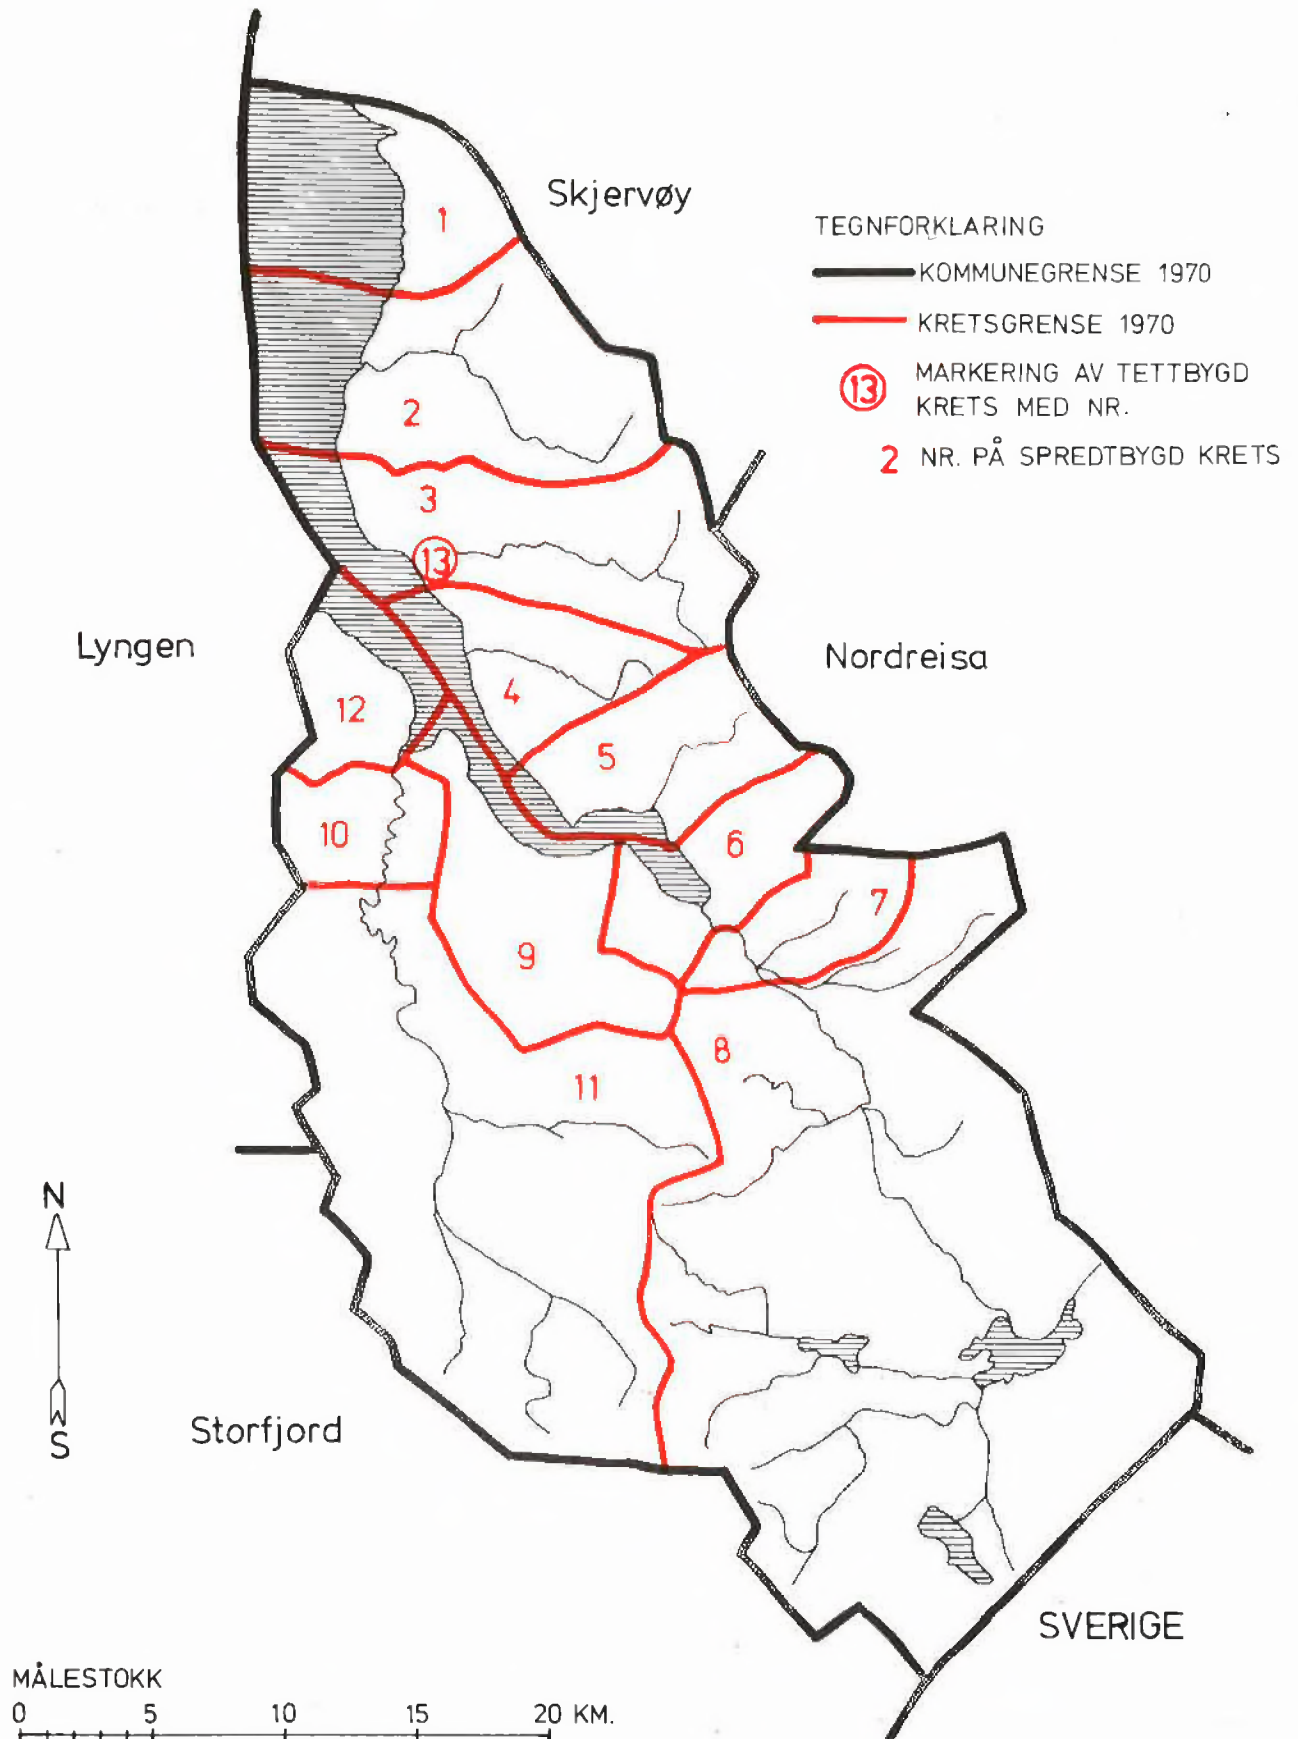 Skjervøy
1
TEGNFORKLARING
KOMMUNEGRENSE 1970
KRETSGRENSE 1970
13 MARKERING AV TETTBYGD
KRETS MED NR.
2 NR. PÅ SPREDTBYGD KRETS
2
3
13
Lyngen
Nordreisa
4
12
5
10
6
7
9
8
11
N
S
Storfjord
SVERIGE
MÅLESTOKK
0 5 10 15 20 KM.